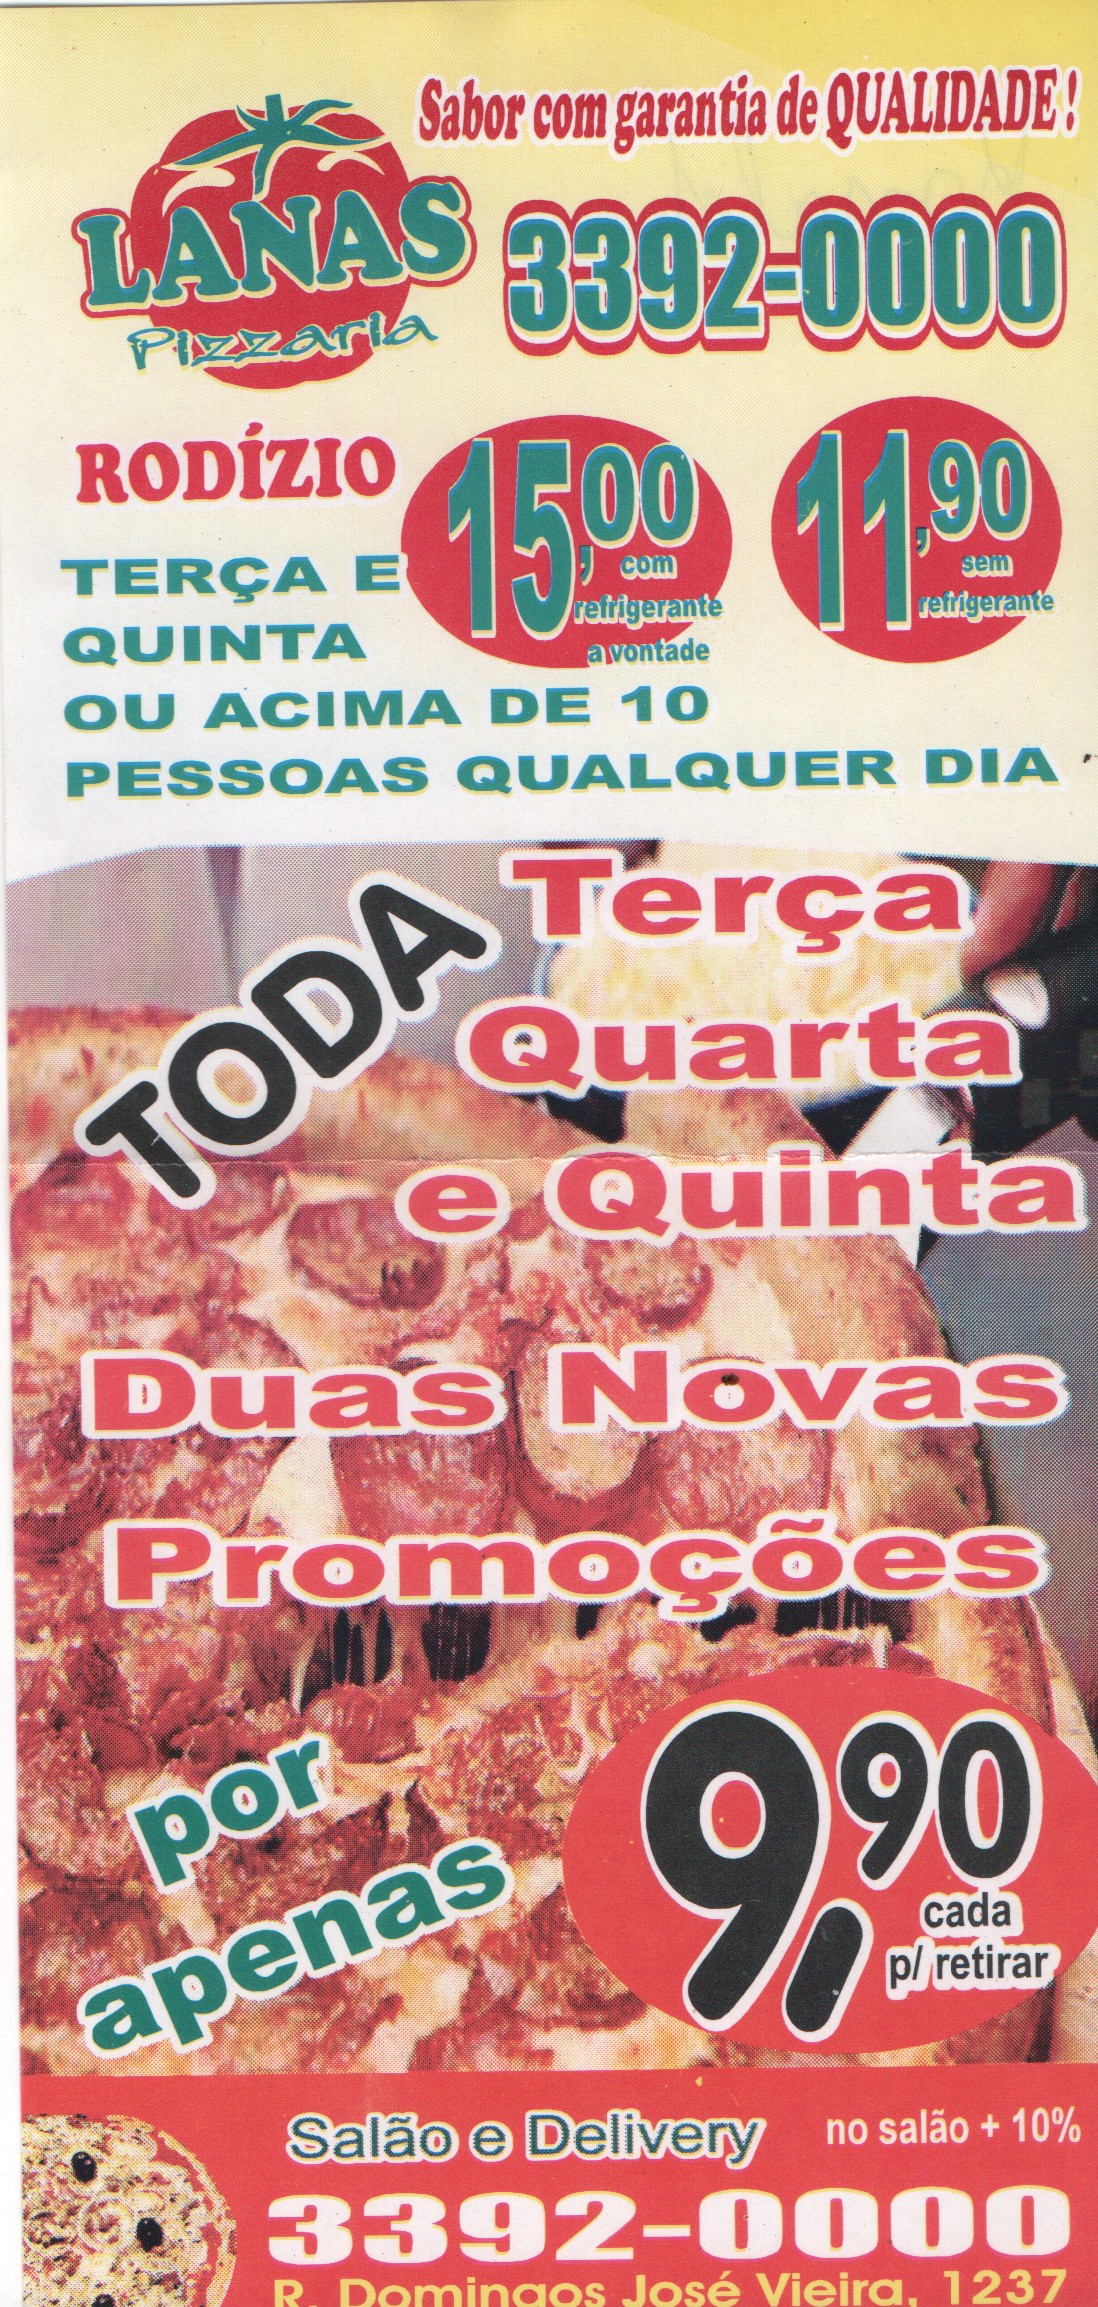 Sabor com garantia de QUALIDADE !
LANAS
Pizzaria
3392-0000
RODÍZIO
15,00
com
refrigerante
a vontade
11,90
sem
refrigerante
TERÇA E
QUINTA
OU ACIMA DE 10
PESSOAS QUALQUER DIA
TODA
Terça
Quarta
e Quinta
Duas Novas
Promoções
por
apenas
9,90
cada
p/ retirar
Salão e Delivery
no salão + 10%
3392-0000
R. Domingos José Vieira, 1237